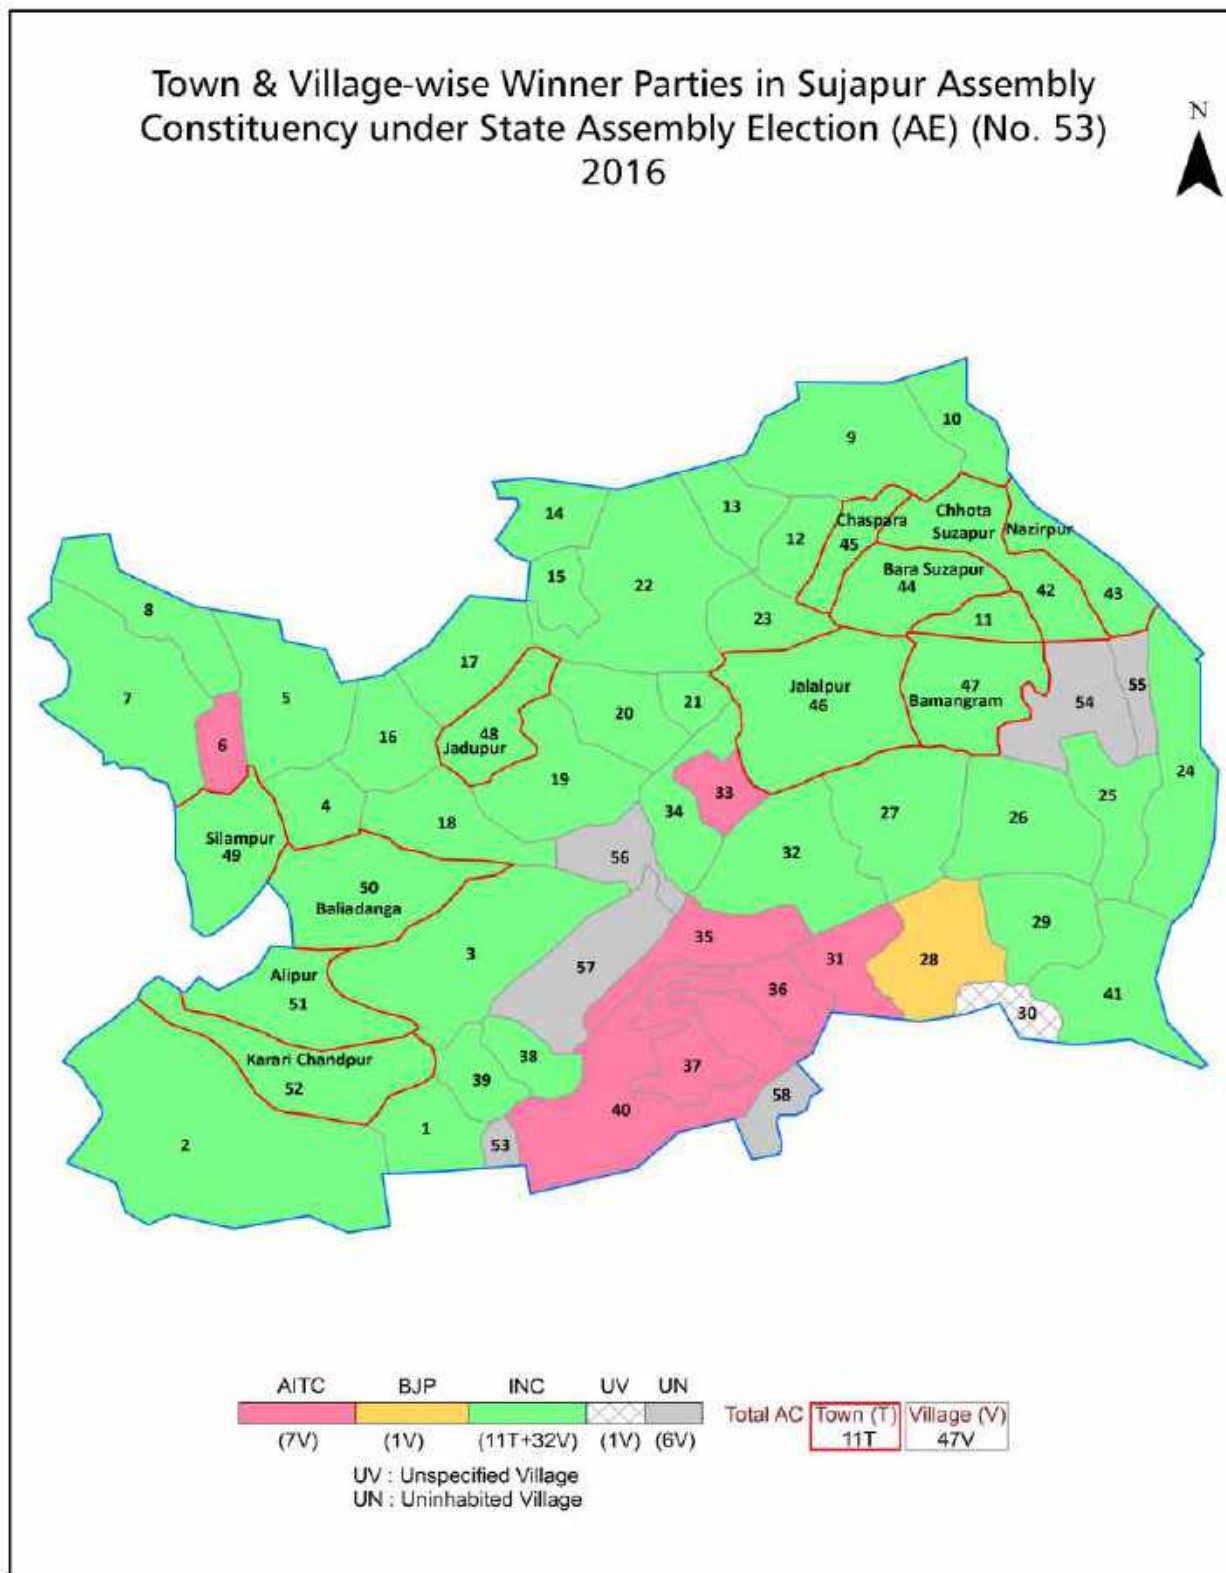 Town & Village-wise Winner Parties in Sujapur Assembly
Constituency under State Assembly Election (AE) (No. 53)
2016
N
10
9
13
14
Chaspara
Chhota
Suzapur
Nazirpur
12
45
15
22
Bara Suzapur
44
42
43
8
23
11
17
7
5
Jalalpur
46
47
Bamangram
54
55
21
20
16
48
Jadupur
6
24
19
33
25
4
18
34
27
26
Silampur
49
32
56
50
Baliadanga
35
29
3
57
31
28
Alipur
51
36
41
30
Karari Chandpur
52
38
39
37
58
40
1
2
53
AITC BJP INC UV UN
Total AC Town (T) Village (V)
11T 47V
(7V) (1V) (11T+32V) (1V) (6V)
UV : Unspecified Village
UN : Uninhabited Village